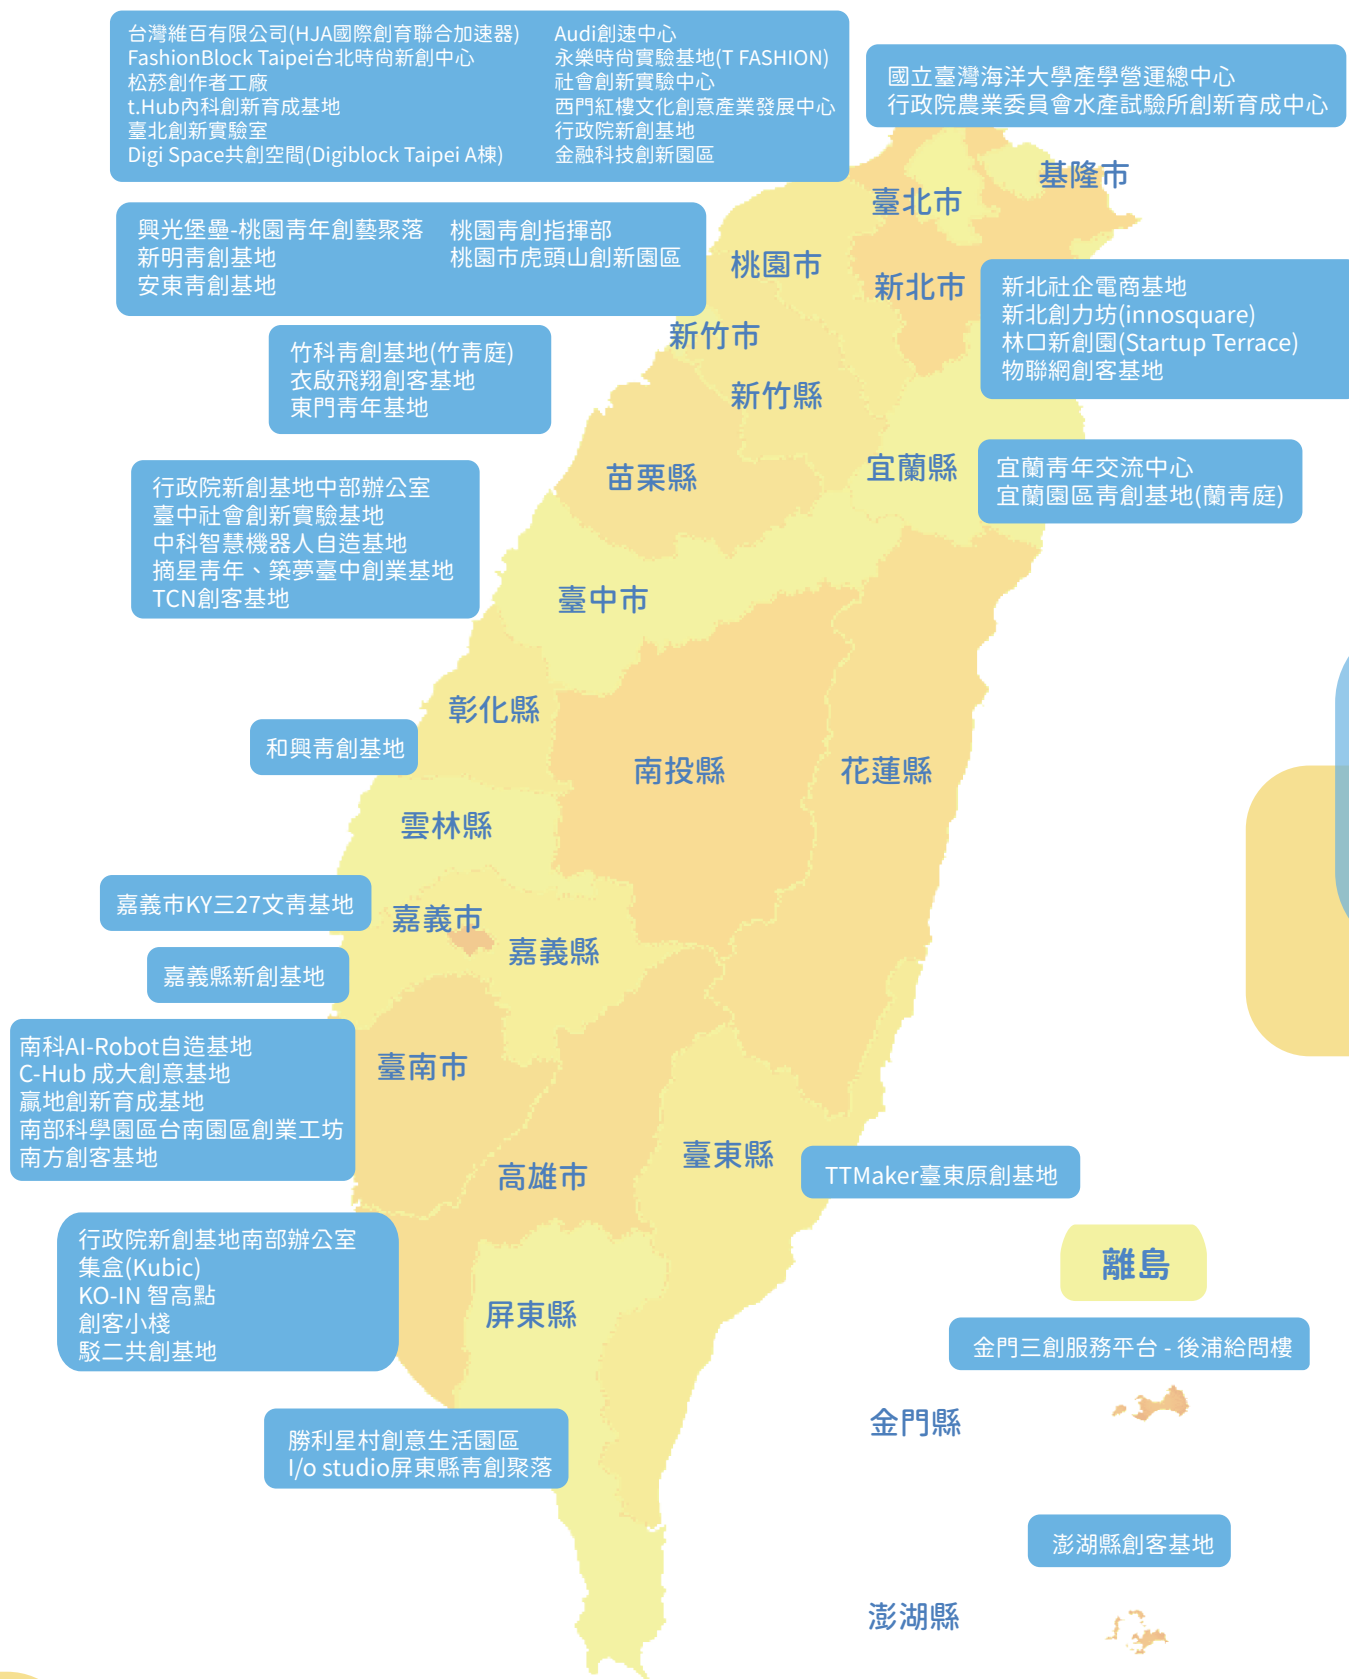 台灣維百有限公司(HJA國際創育聯合加速器)
FashionBlock Taipei台北時尚新創中心
松菸創作者工廠
t.Hub內科創新育成基地
臺北創新實驗室
Digi Space共創空間(Digiblock Taipei A棟)
Audi創速中心
永樂時尚實驗基地(T FASHION)
社會創新實驗中心
西門紅樓文化創意產業發展中心
行政院新創基地
金融科技創新園區
國立臺灣海洋大學產學營運總中心
行政院農業委員會水產試驗所創新育成中心
基隆市
臺北市
興光堡壘-桃園青年創藝聚落
新明青創基地
安東青創基地
桃園青創指揮部
桃園市虎頭山創新園區
桃園市
新北市
新北社企電商基地
新北創力坊(innosquare)
林口新創園(Startup Terrace)
物聯網創客基地
新竹市
竹科青創基地(竹青庭)
衣啟飛翔創客基地
東門青年基地
新竹縣
苗栗縣
宜蘭縣
宜蘭青年交流中心
宜蘭園區青創基地(蘭青庭)
行政院新創基地中部辦公室
臺中社會創新實驗基地
中科智慧機器人自造基地
摘星青年、築夢臺中創業基地
TCN創客基地
臺中市
彰化縣
和興青創基地
南投縣
花蓮縣
雲林縣
嘉義市KY三27文青基地
嘉義市
嘉義縣
嘉義縣新創基地
南科AI-Robot自造基地
C-Hub 成大創意基地
贏地創新育成基地
南部科學園區台南園區創業工坊
南方創客基地
臺南市
臺東縣
TTMaker臺東原創基地
高雄市
行政院新創基地南部辦公室
集盒(Kubic)
KO-IN 智高點
創客小棧
駁二共創基地
屏東縣
勝利星村創意生活園區
I/o studio屏東縣青創聚落
離島
金門三創服務平台 - 後浦給問樓
金門縣
澎湖縣創客基地
澎湖縣